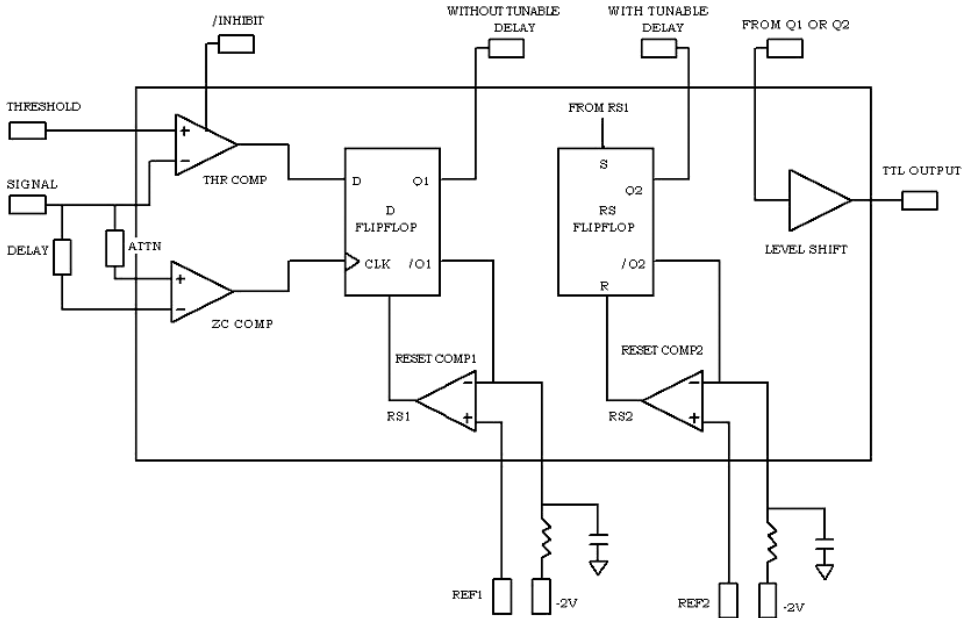 /INHIBIT
WITHOUT TUNABLE
DELAY
WITH TUNABLE
DELAY
FROM Q1 OR Q2
THRESHOLD
+
-
THR COMP
SIGNAL
DELAY
ATTN
+
-
ZC COMP
D
Q1
D
FLIPFLOP
CLK
/O1
FROM RS1
S
Q2
RS
FLIPFLOP
/O2
R
TTL OUTPUT
LEVEL SHIFT
RESET COMP1
-
+
RS1
RESET COMP2
-
+
RS2
REF1
-2V
REF2
-2V